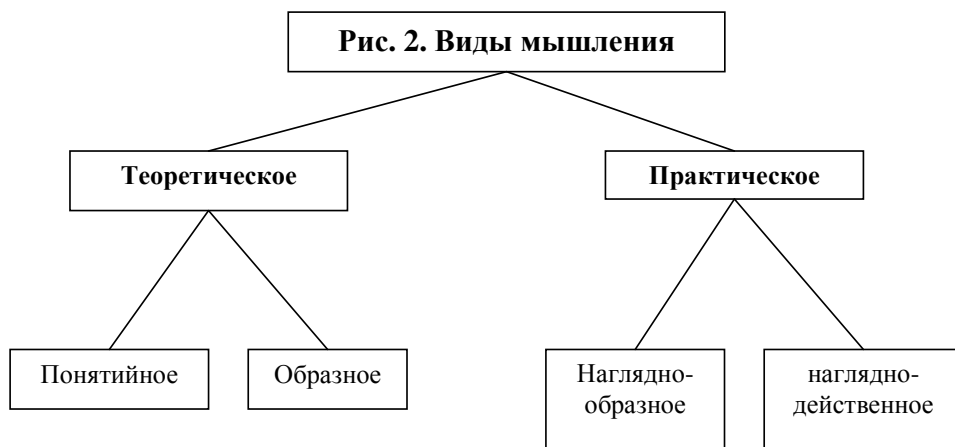 Рис. 2. Виды мышления
Теоретическое
Практическое
Понятийное
Образное
Наглядно-
образное
наглядно-
действенное